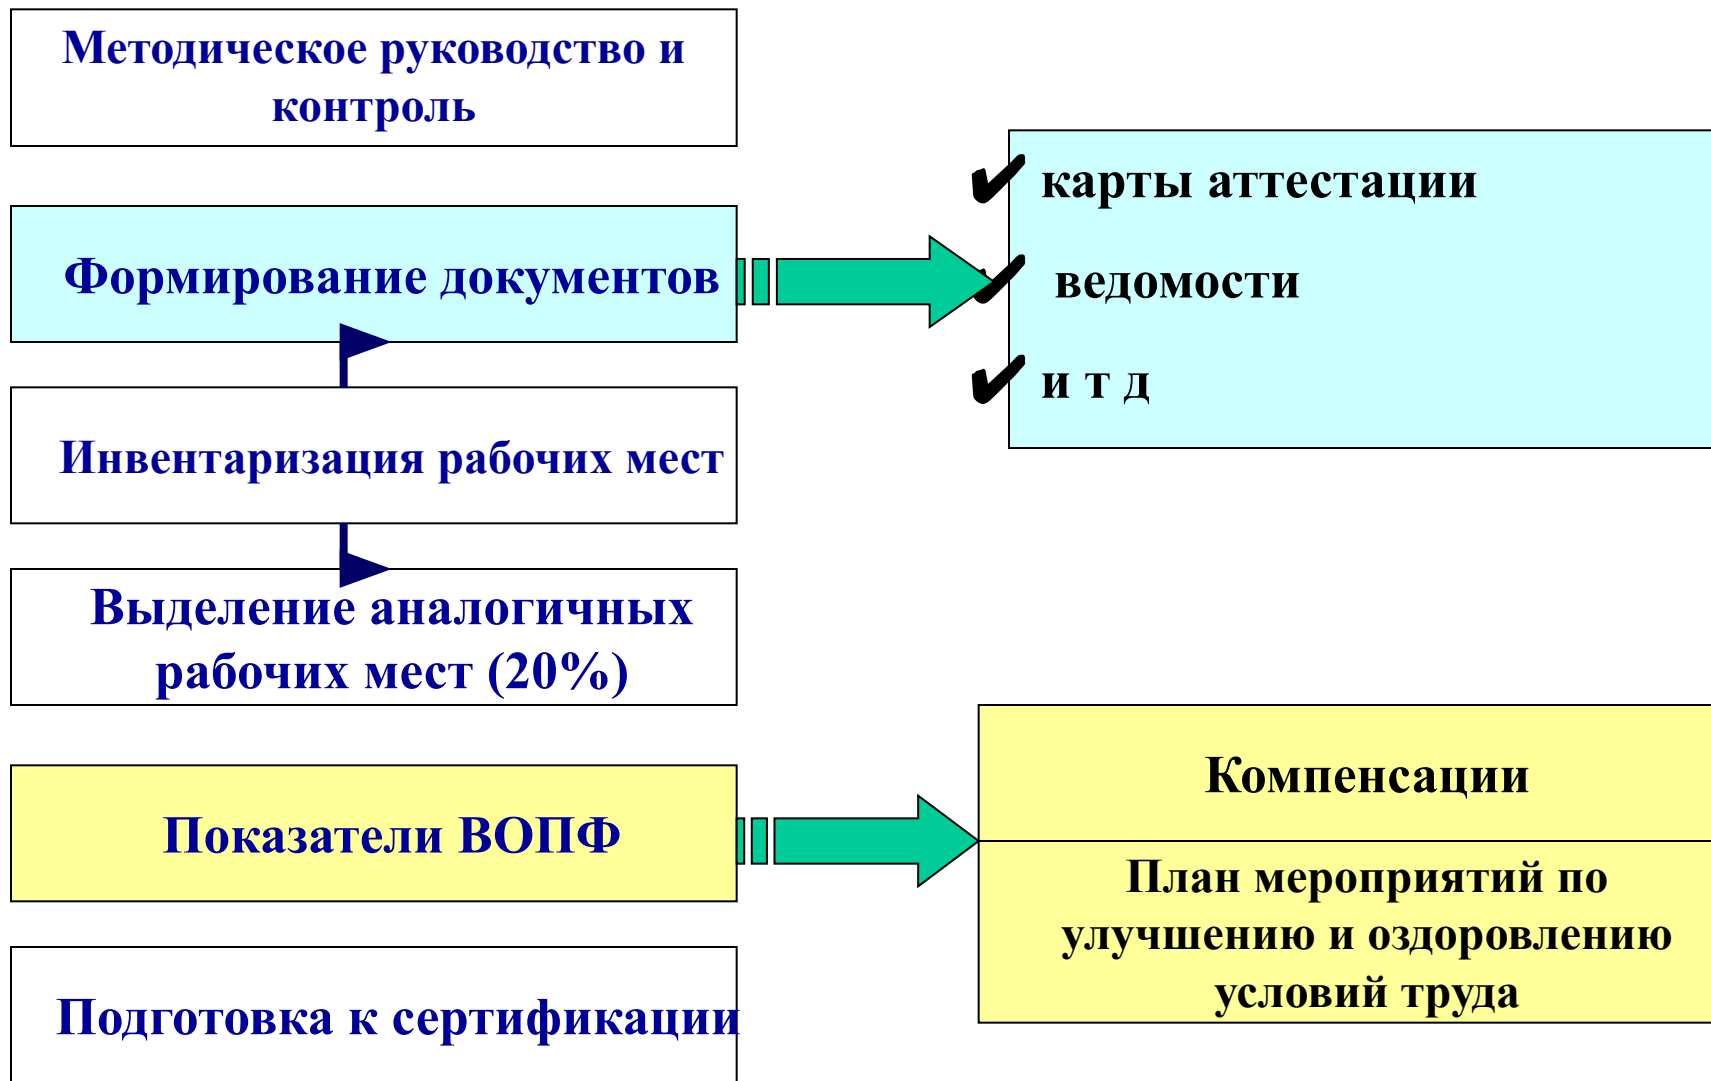 Методическое руководство и
контроль
Формирование документов
Инвентаризация рабочих мест
Выделение аналогичных
рабочих мест (20%)
Показатели ВОПФ
Подготовка к сертификации
✔ карты аттестации
✔ ведомости
✔ и т д
Компенсации
План мероприятий по
улучшению и оздоровлению
условий труда